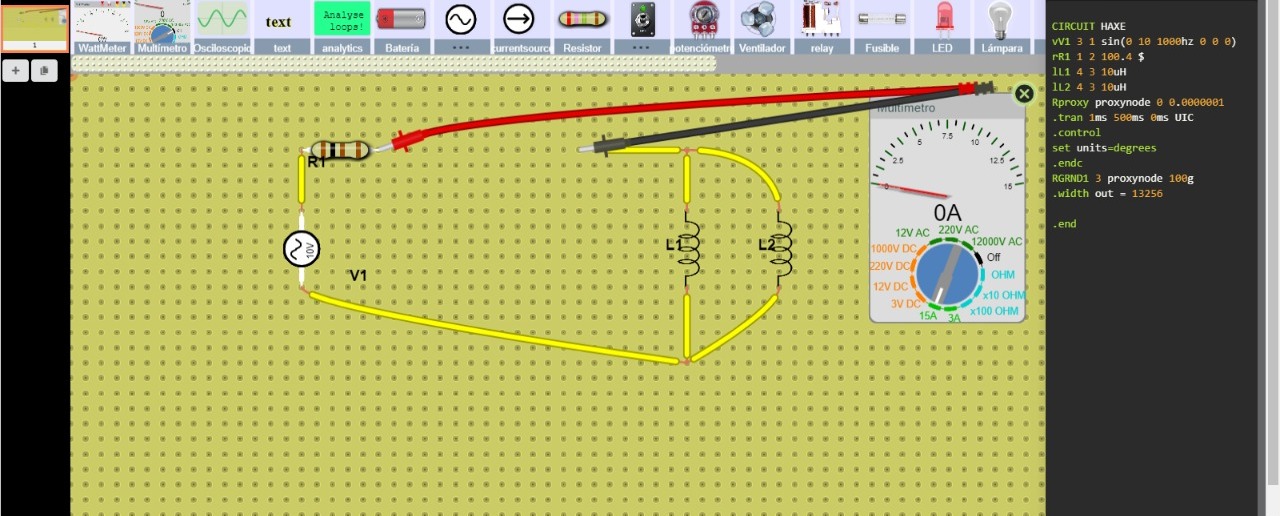 1
text
Analyse
loops!
WattMeter
Multímetro
Osciloscopio
text
analytics
Batería
...
currentsource
Resistor
...
potenciómetro
Ventilador
relay
Fusible
LED
Lámpara
R1
10V
V1
L1
L2
Multimetro
0
2.5
5
7.5
10
12.5
15
0A
12V AC
220V AC
12000V AC
1000V DC
Off
220V DC
OHM
12V DC
x10 OHM
3V DC
x100 OHM
15A
3A
CIRCUIT HAXE
vV1 3 1 sin(0 10 1000hz 0 0 0)
rR1 1 2 100.4 $
lL1 4 3 10uH
lL2 4 3 10uH
Rproxy proxynode 0 0.0000001
.tran 1ms 500ms 0ms UIC
.control
set units=degrees
.endc
RGRND1 3 proxynode 100g
.width out = 13256
.end